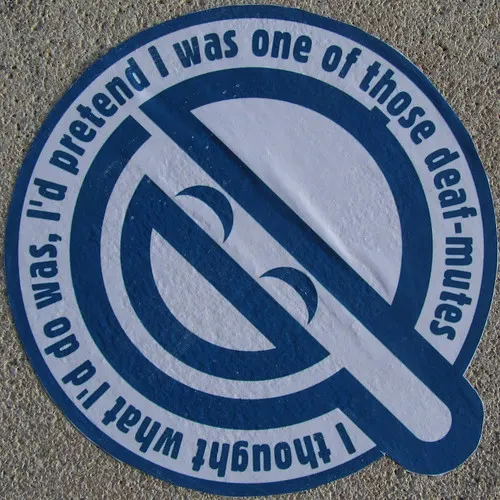 I thought what I'd do was, I'd pretend I was one of those deaf-mutes